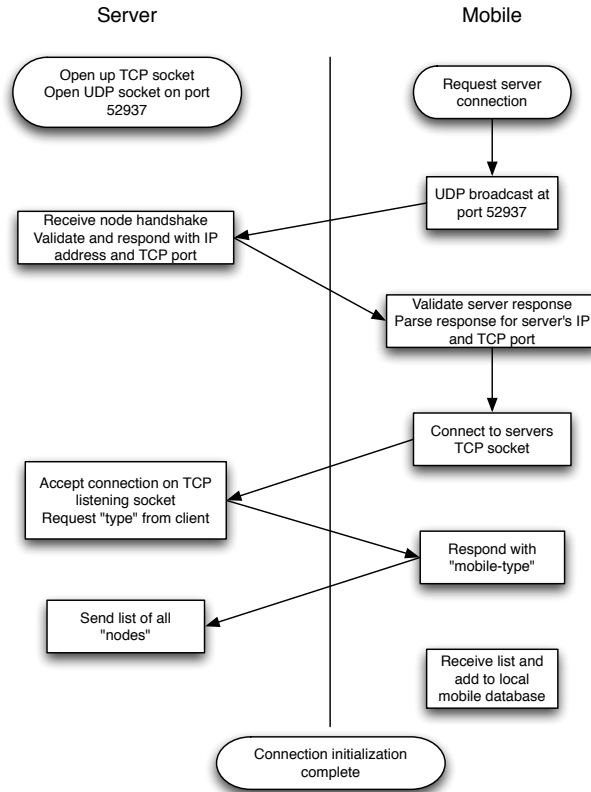 Server
Mobile
Open up TCP socket
Open UDP socket on port
52937
Request server
connection
UDP broadcast at
port 52937
Receive node handshake
Validate and respond with IP
address and TCP port
Validate server response
Parse response for server's IP
and TCP port
Connect to servers
TCP socket
Accept connection on TCP
listening socket
Request "type" from client
Respond with
"mobile-type"
Send list of all
"nodes"
Receive list and
add to local
mobile database
Connection initialization
complete